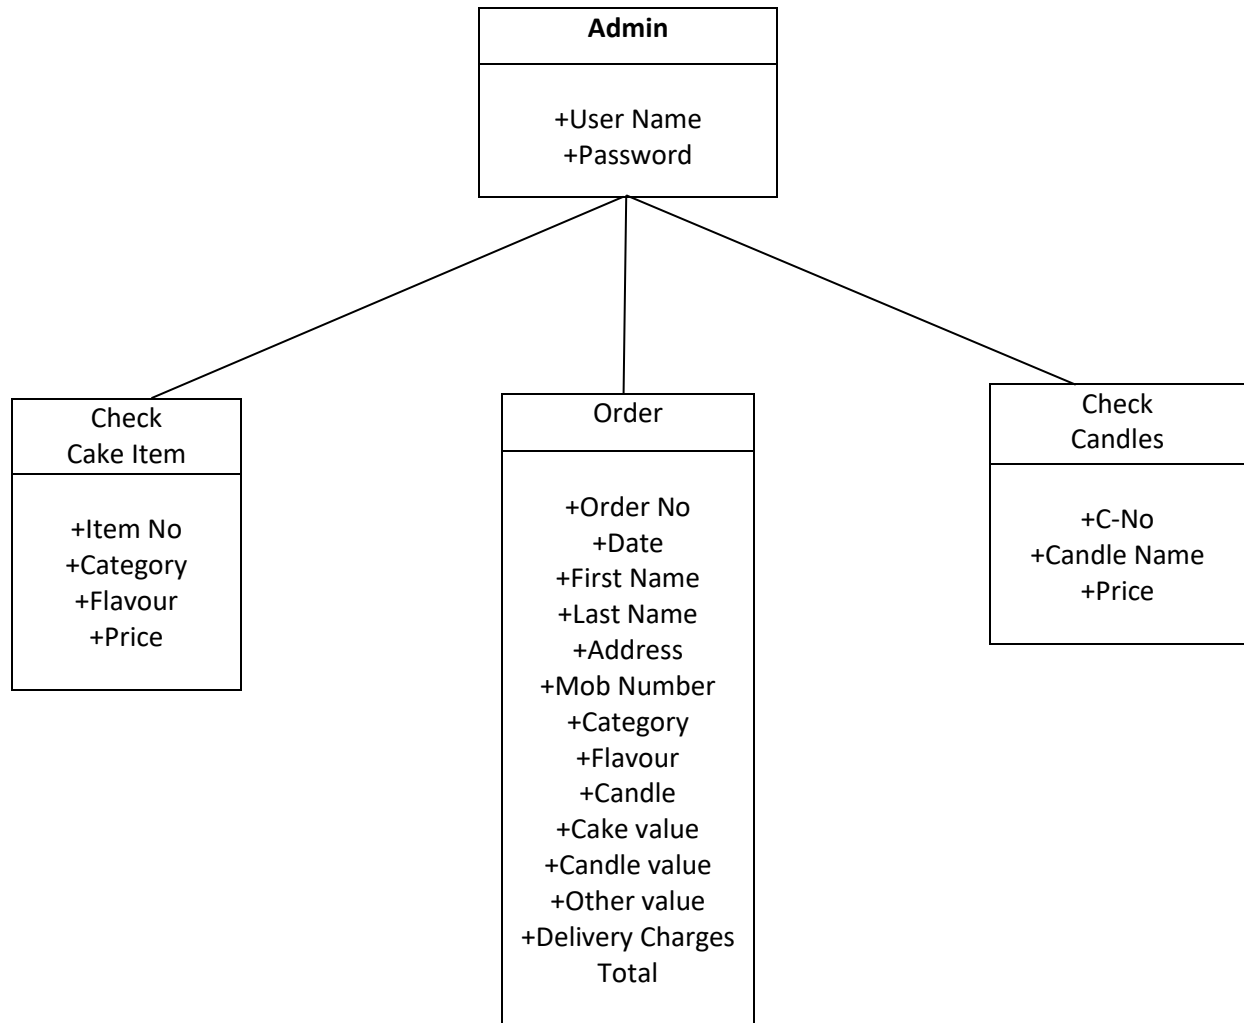 Admin
+User Name
+Password
Check
Cake Item
+Item No
+Category
+Flavour
+Price
Order
+Order No
+Date
+First Name
+Last Name
+Address
+Mob Number
+Category
+Flavour
+Candle
+Cake value
+Candle value
+Other value
+Delivery Charges
Total
Check
Candles
+C-No
+Candle Name
+Price